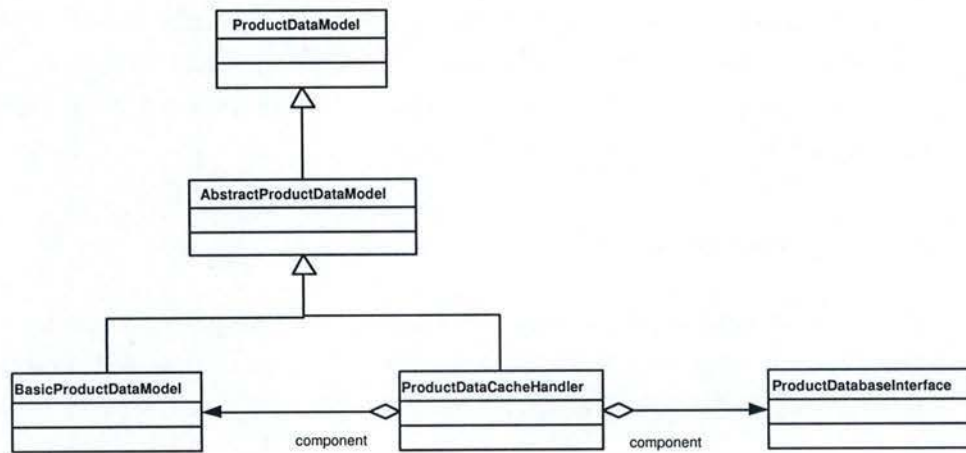 ProductDataModel
AbstractProductDataModel
BasicProductDataModel
ProductDataCacheHandler
ProductDatabaseInterface
component
component